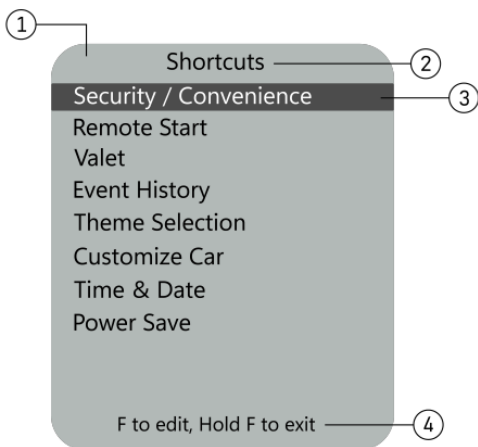 1
Shortcuts
2
Security / Convenience
3
Remote Start
Valet
Event History
Theme Selection
Customize Car
Time & Date
Power Save
F to edit, Hold F to exit
4